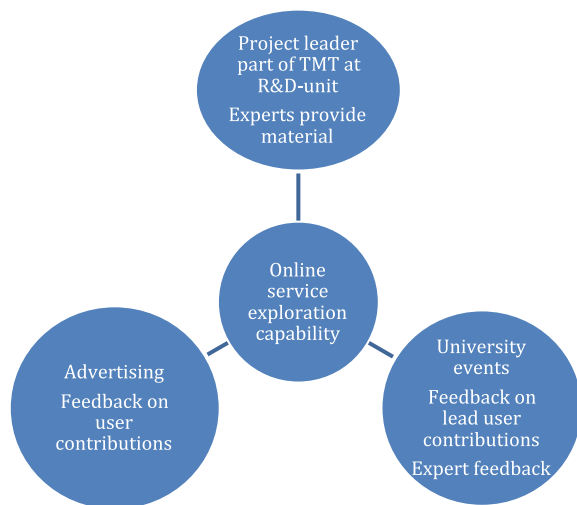 Project leader
part of TMT at
R&D-unit
Experts provide
material
Online
service
exploration
capability
Advertising
Feedback on
user
contributions
University
events
Feedback on
lead user
contributions
Expert feedback